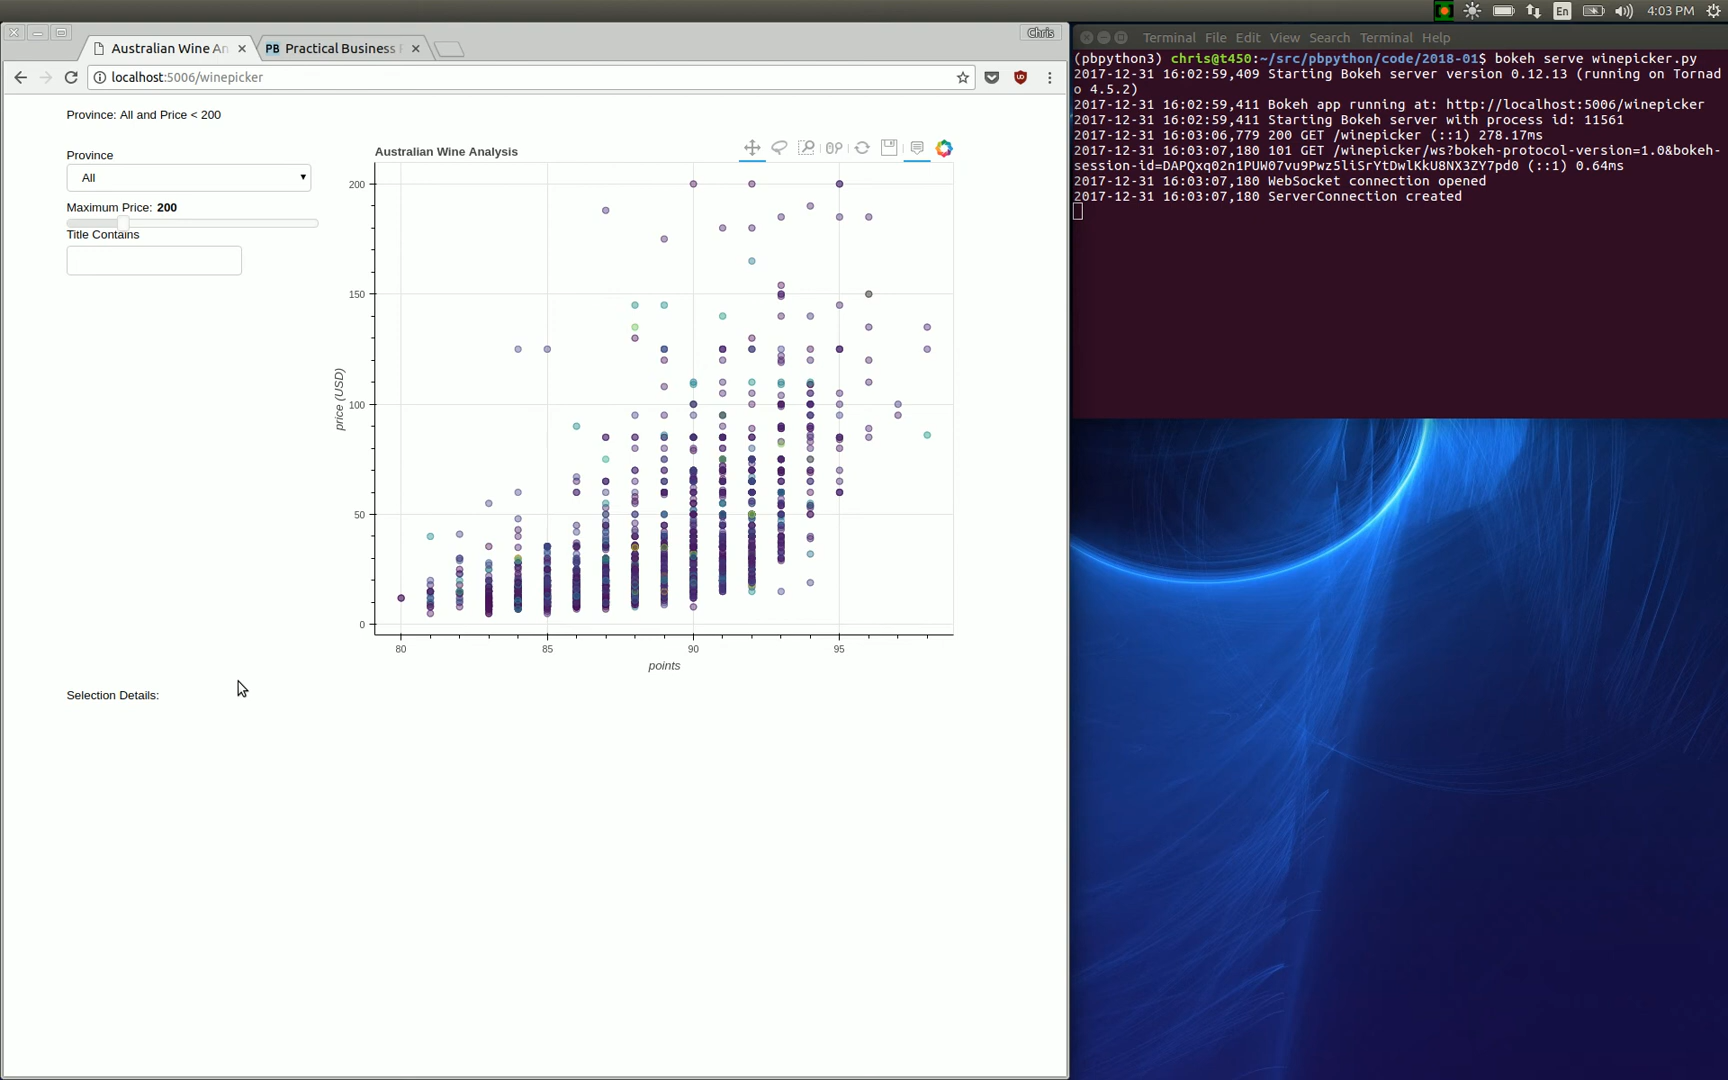 4:03 PM
En
Chris
Australian Wine An
PB Practical Business
localhost:5006/winepicker
Province: All and Price < 200
Province
All
Maximum Price: 200
Title Contains
Australian Wine Analysis
200
150
100
50
0
price (USD)
80 85 90 95
points
Selection Details:
Terminal File Edit View Search Terminal Help
(pbpython3) chris@t450:~/src/pbpython/code/2018-01$ bokeh serve winepicker.py
2017-12-31 16:02:59,409 Starting Bokeh server version 0.12.13 (running on Tornad
o 4.5.2)
2017-12-31 16:02:59,411 Bokeh app running at: http://localhost:5006/winepicker
2017-12-31 16:02:59,411 Starting Bokeh server with process id: 11561
2017-12-31 16:03:06,779 200 GET /winepicker (::1) 278.17ms
2017-12-31 16:03:07,180 101 GET /winepicker/ws?bokeh-protocol-version=1.0&bokeh-
session-id=DAPQxq02n1PUW07vu9Pwz5liSrYtDwlKkU8NX3ZY7pd0 (::1) 0.64ms
2017-12-31 16:03:07,180 WebSocket connection opened
2017-12-31 16:03:07,180 ServerConnection created